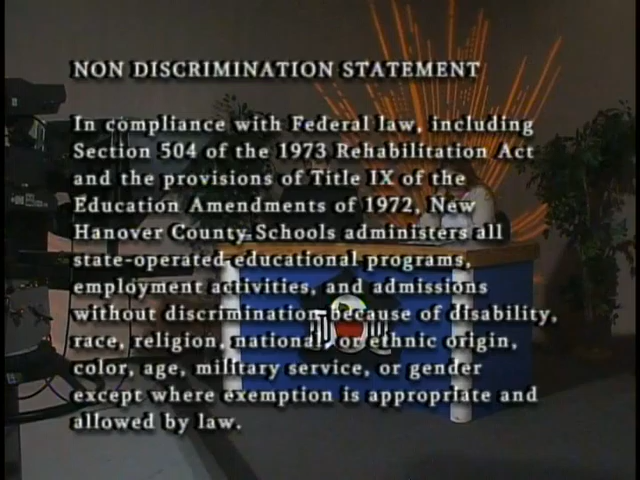 NON DISCRIMINATION STATEMENT
In compliance with Federal law, including
Section 504 of the 1973 Rehabilitation Act
and the provisions of Title IX of the
Education Amendments of 1972, New
Hanover County Schools administers all
state-operated educational programs,
employment activities, and admissions
without discrimination because of disability,
race, religion, national or ethnic origin,
color, age, military service, or gender
except where exemption is appropriate and
allowed by law.